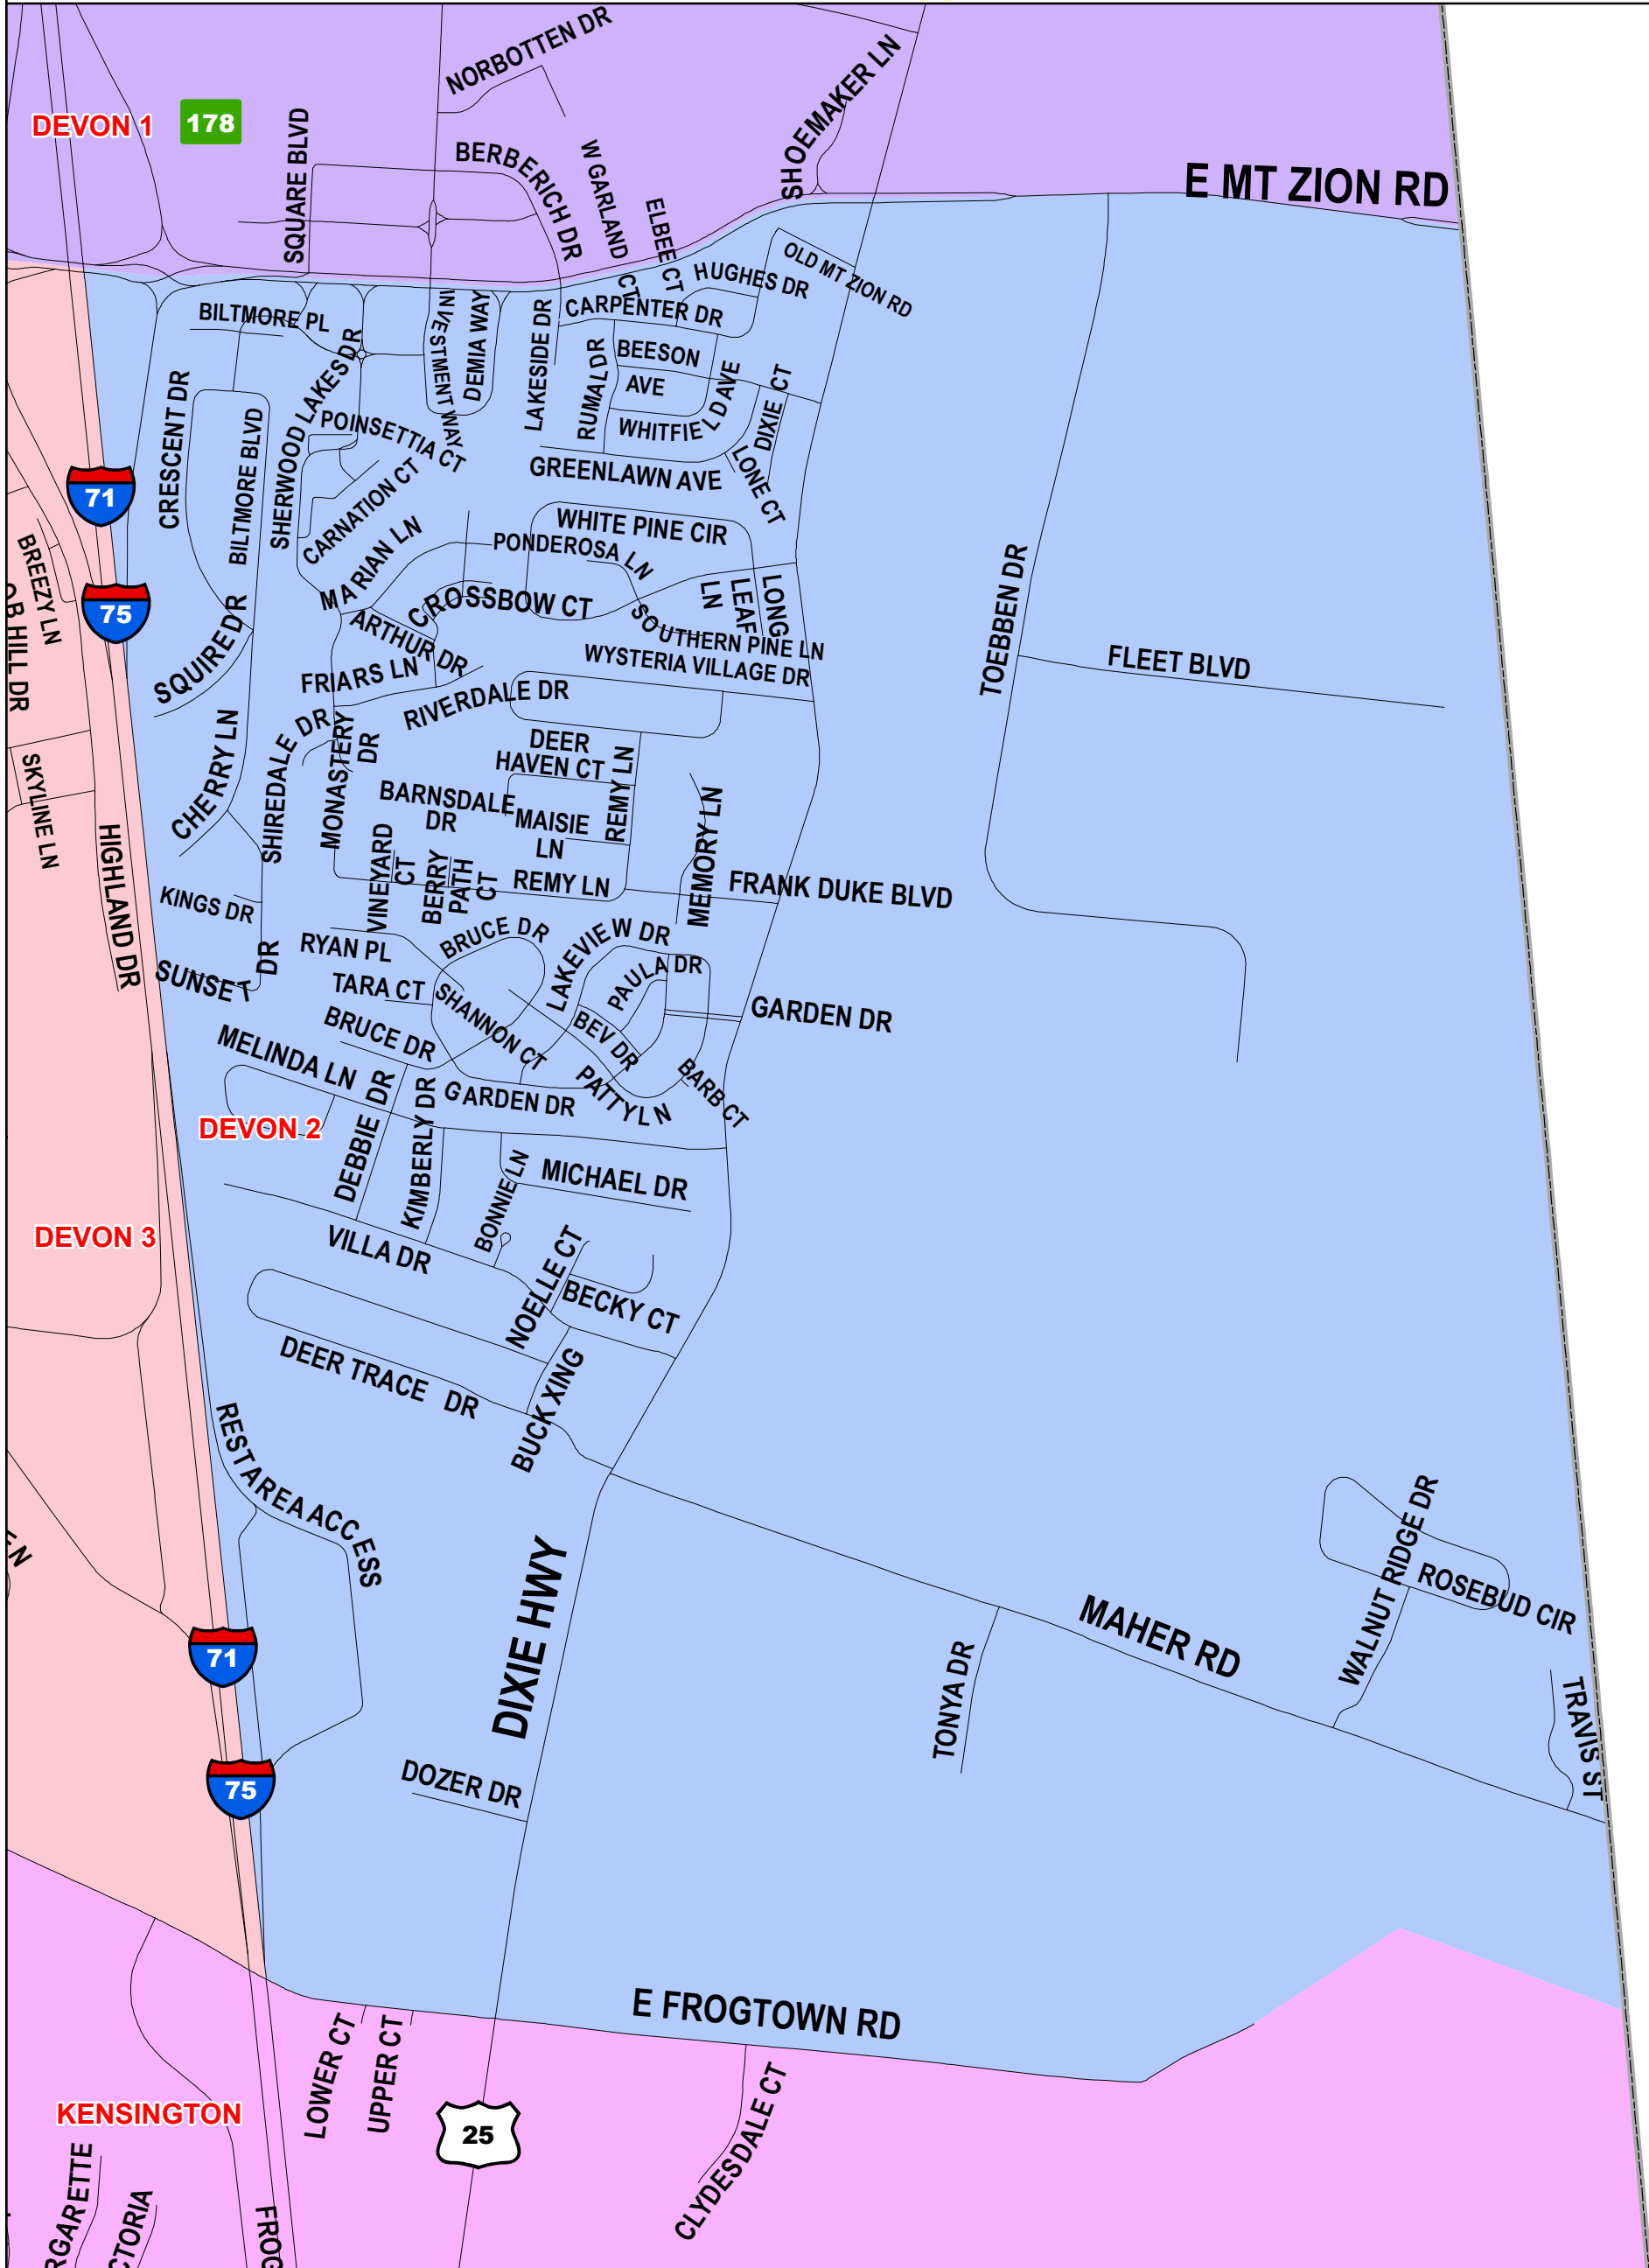 NORBOTTEN DR
SHOEMAKER LN
DEVON 1
178
SQUARE BLVD
BERBERICH DR
W GARLAND CT
ELBEE CT
E MT ZION RD
OLD MT ZION RD
HUGHES DR
BILTMORE PL
INVESTMENT WAY
DEMIA WAY
LAKESIDE DR
CARPENTER DR
RUMAL DR
BEESON
AVE
WHITFIELD AVE
DIXIE CT
CRESCENT DR
BILTMORE BLVD
SHERWOOD LAKES DR
POINSETTIA CT
CARNATION CT
GREENLAWN AVE
LONE CT
71
75
BREEZY LN
OB HILL DR
WHITE PINE CIR
PONDEROSA LN
MARIAN LN
CROSSBOW CT
ARTHUR DR
LONG
LEAF
LN
SOUTHERN PINE LN
WYSTERIA VILLAGE DR
TOEBBEN DR
FLEET BLVD
SQUIRE DR
FRIARS LN
RIVERDALE DR
CHERRY LN
SHIREDALE DR
MONASTERY
DR
DEER
HAVEN CT
REMY LN
SKYLINE LN
BARNSDALE
DR
MAISIE
LN
MEMORY LN
HIGHLAND DR
VINEYARD
CT
BERRY
PATH
CT
REMY LN
FRANK DUKE BLVD
KINGS DR
RYAN PL
BRUCE DR
LAKEVIEW DR
PAULA DR
SUNSET DR
TARA CT
SHANNON CT
GARDEN DR
BRUCE DR
BEV DR
MELINDA LN
GARDEN DR
PATTY LN
BARB CT
DEVON 2
DEBBIE DR
KIMBERLY DR
BONNIE LN
MICHAEL DR
DEVON 3
VILLA DR
NOELLE CT
BECKY CT
DEER TRACE DR
BUCK XING
REST AREA ACCESS
EN
DIXIE HWY
MAHER RD
WALNUT RIDGE DR
ROSEBUD CIR
TONYA DR
TRAVIS ST
71
75
DOZER DR
E FROGTOWN RD
LOWER CT
UPPER CT
KENSINGTON
25
CLYDESDALE CT
RGARETTE
CTORIA
FROG